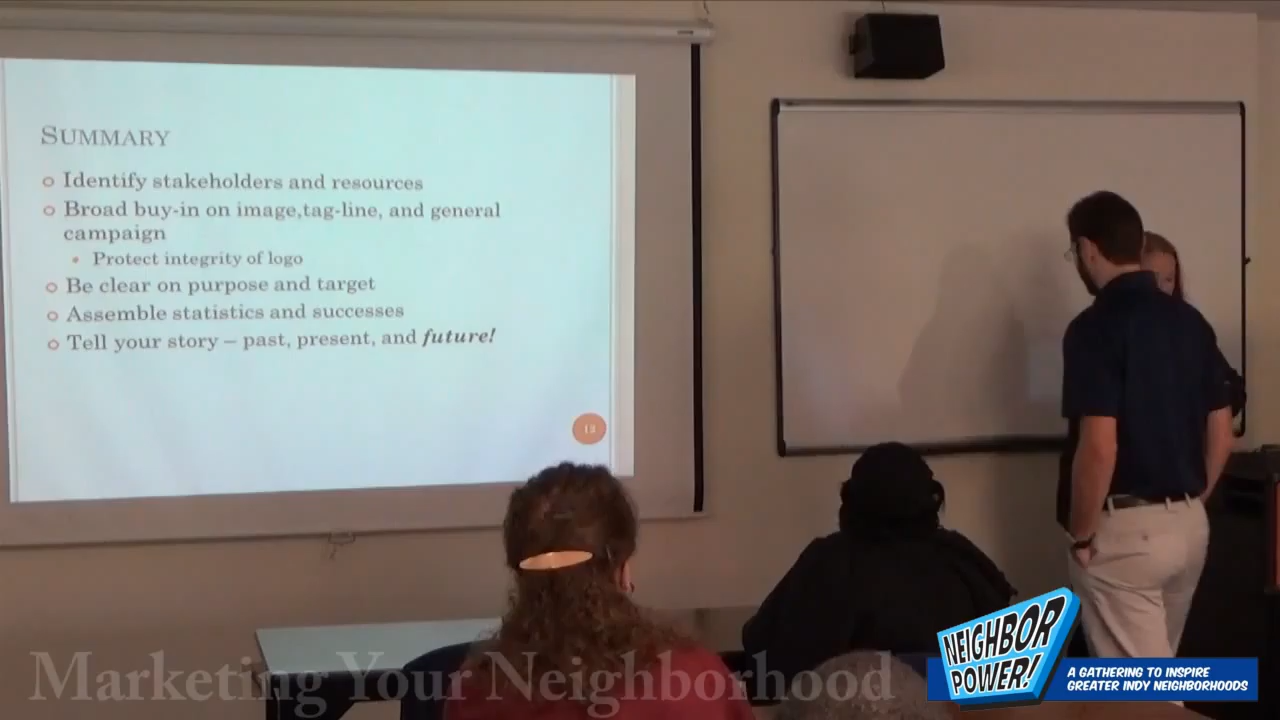 SUMMARY
Identify stakeholders and resources
Broad buy-in on image,tag-line, and general
campaign
Protect integrity of logo
Be clear on purpose and target
Assemble statistics and successes
Tell your story – past, present, and future!
12
Marketing Your Neighborhood
NEIGHBOR
POWER!
A GATHERING TO INSPIRE
GREATER INDY NEIGHBORHOODS